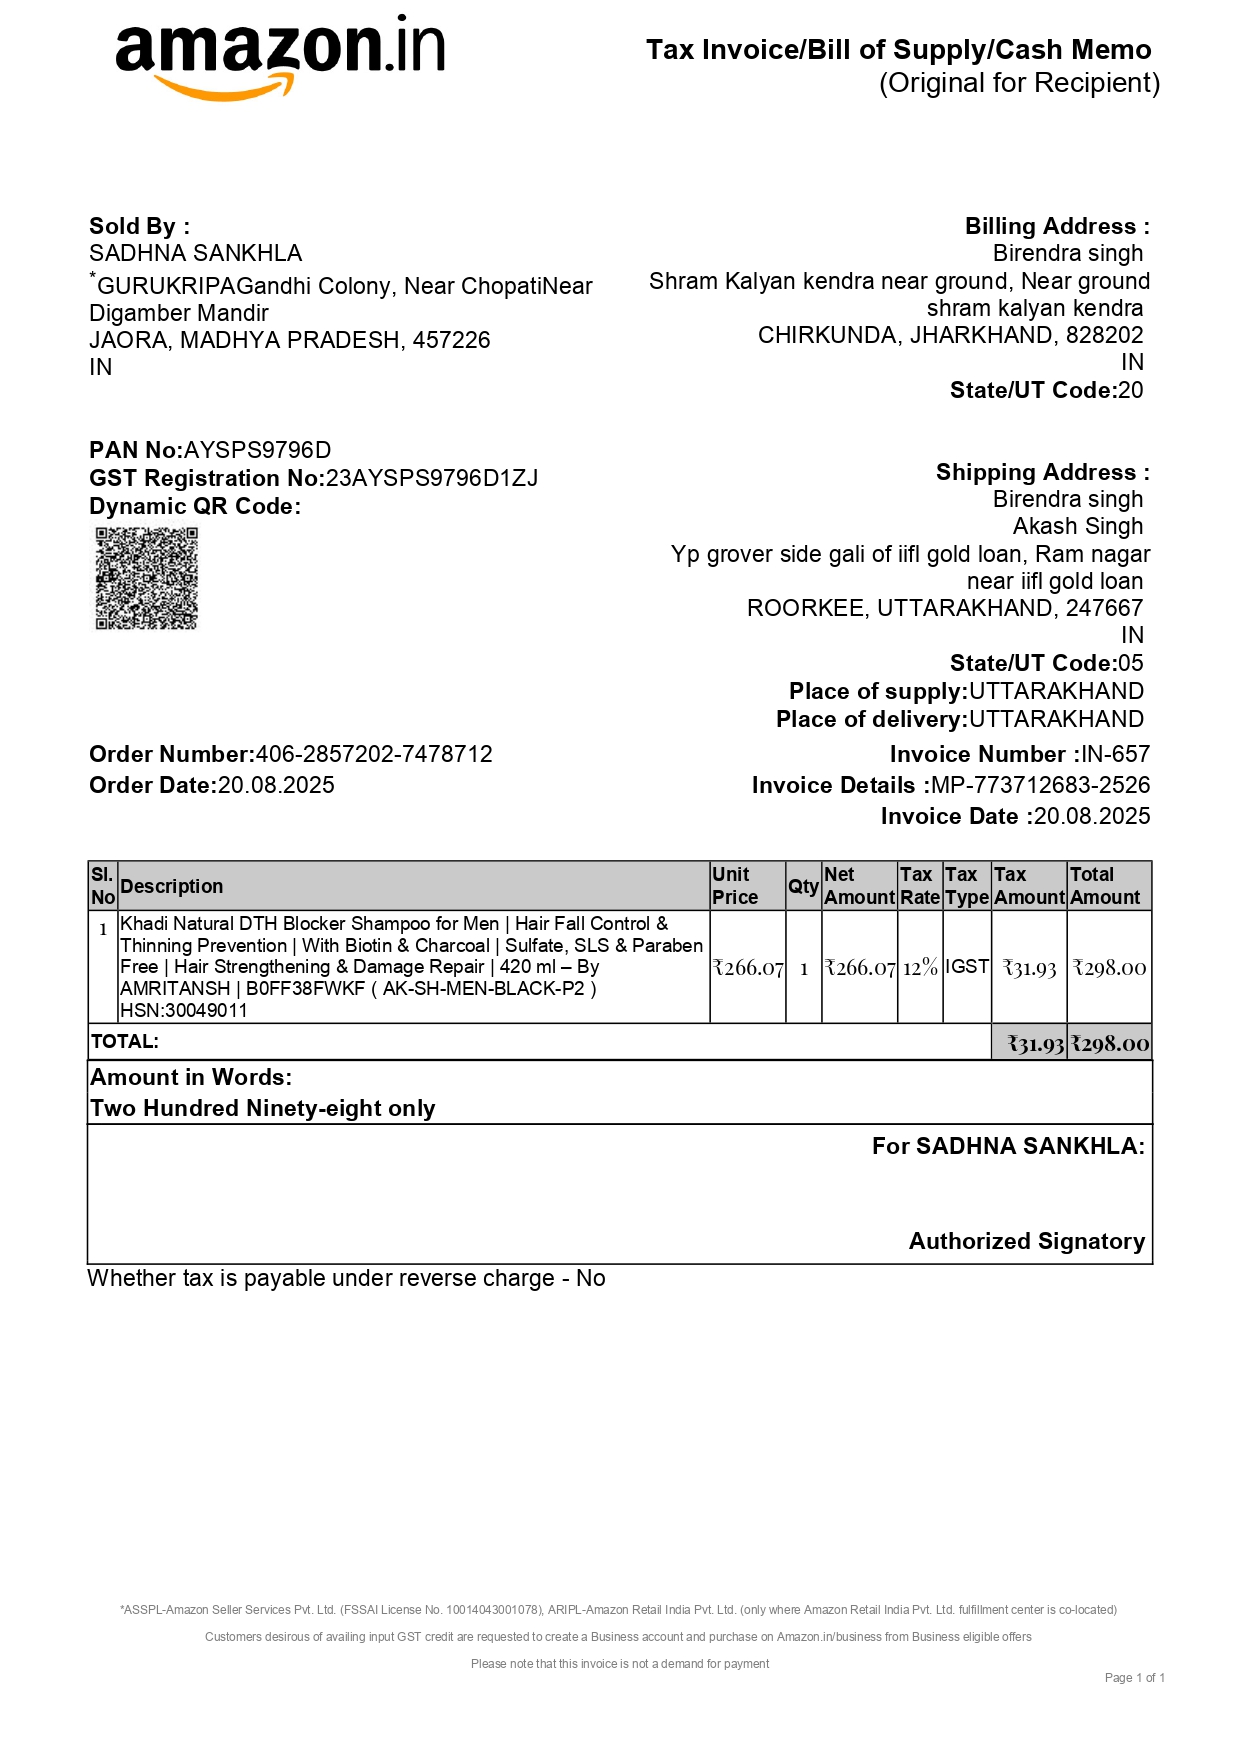 amazon.in
Tax Invoice/Bill of Supply/Cash Memo
(Original for Recipient)
Sold By :
SADHNA SANKHLA
*GURUKRIPAGandhi Colony, Near ChopatiNear
Digamber Mandir
JAORA, MADHYA PRADESH, 457226
IN
Billing Address :
Birendra singh
Shram Kalyan kendra near ground, Near ground
shram kalyan kendra
CHIRKUNDA, JHARKHAND, 828202
IN
State/UT Code:20
PAN No:AYSPS9796D
GST Registration No:23AYSPS9796D1ZJ
Dynamic QR Code:
Shipping Address :
Birendra singh
Akash Singh
Yp grover side gali of iifl gold loan, Ram nagar
near iifl gold loan
ROORKEE, UTTARAKHAND, 247667
IN
State/UT Code:05
Place of supply:UTTARAKHAND
Place of delivery:UTTARAKHAND
Order Number:406-2857202-7478712
Order Date:20.08.2025
Invoice Number :IN-657
Invoice Details :MP-773712683-2526
Invoice Date :20.08.2025
Sl. No Description Unit Price Qty Net Amount Tax Rate Tax Type Tax Amount Total Amount
1 Khadi Natural DTH Blocker Shampoo for Men | Hair Fall Control &
Thinning Prevention | With Biotin & Charcoal | Sulfate, SLS & Paraben
Free | Hair Strengthening & Damage Repair | 420 ml – By
AMRITANSH | B0FF38FWKF ( AK-SH-MEN-BLACK-P2 )
HSN:30049011
₹266.07 1 ₹266.07 12% IGST ₹31.93 ₹298.00
TOTAL: ₹31.93 ₹298.00
Amount in Words:
Two Hundred Ninety-eight only
For SADHNA SANKHLA:
Authorized Signatory
Whether tax is payable under reverse charge - No
*ASSPL-Amazon Seller Services Pvt. Ltd. (FSSAI License No. 10014043001078), ARIPL-Amazon Retail India Pvt. Ltd. (only where Amazon Retail India Pvt. Ltd. fulfillment center is co-located)
Customers desirous of availing input GST credit are requested to create a Business account and purchase on Amazon.in/business from Business eligible offers
Please note that this invoice is not a demand for payment
Page 1 of 1